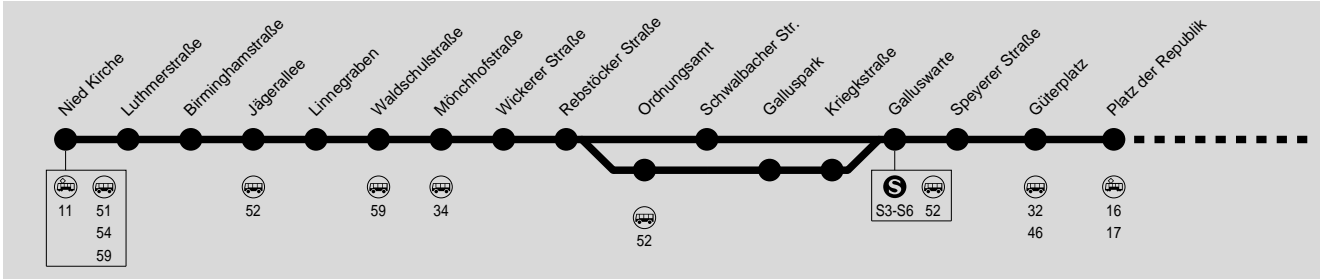 Nied Kirche
Luthmerstraße
Birminghamstraße
Jägerallee
Linnegraben
Waldschulstraße
Mönchhofstraße
Wickerer Straße
Rebstöcker Straße
Ordnungsamt
Schwalbacher Str.
Galluspark
Kriegkstraße
Galluswarte
Speyerer Straße
Güterplatz
Platz der Republik
11 51
54
59
52
59
34
52
S
S3-S6 52
32
46
16
17